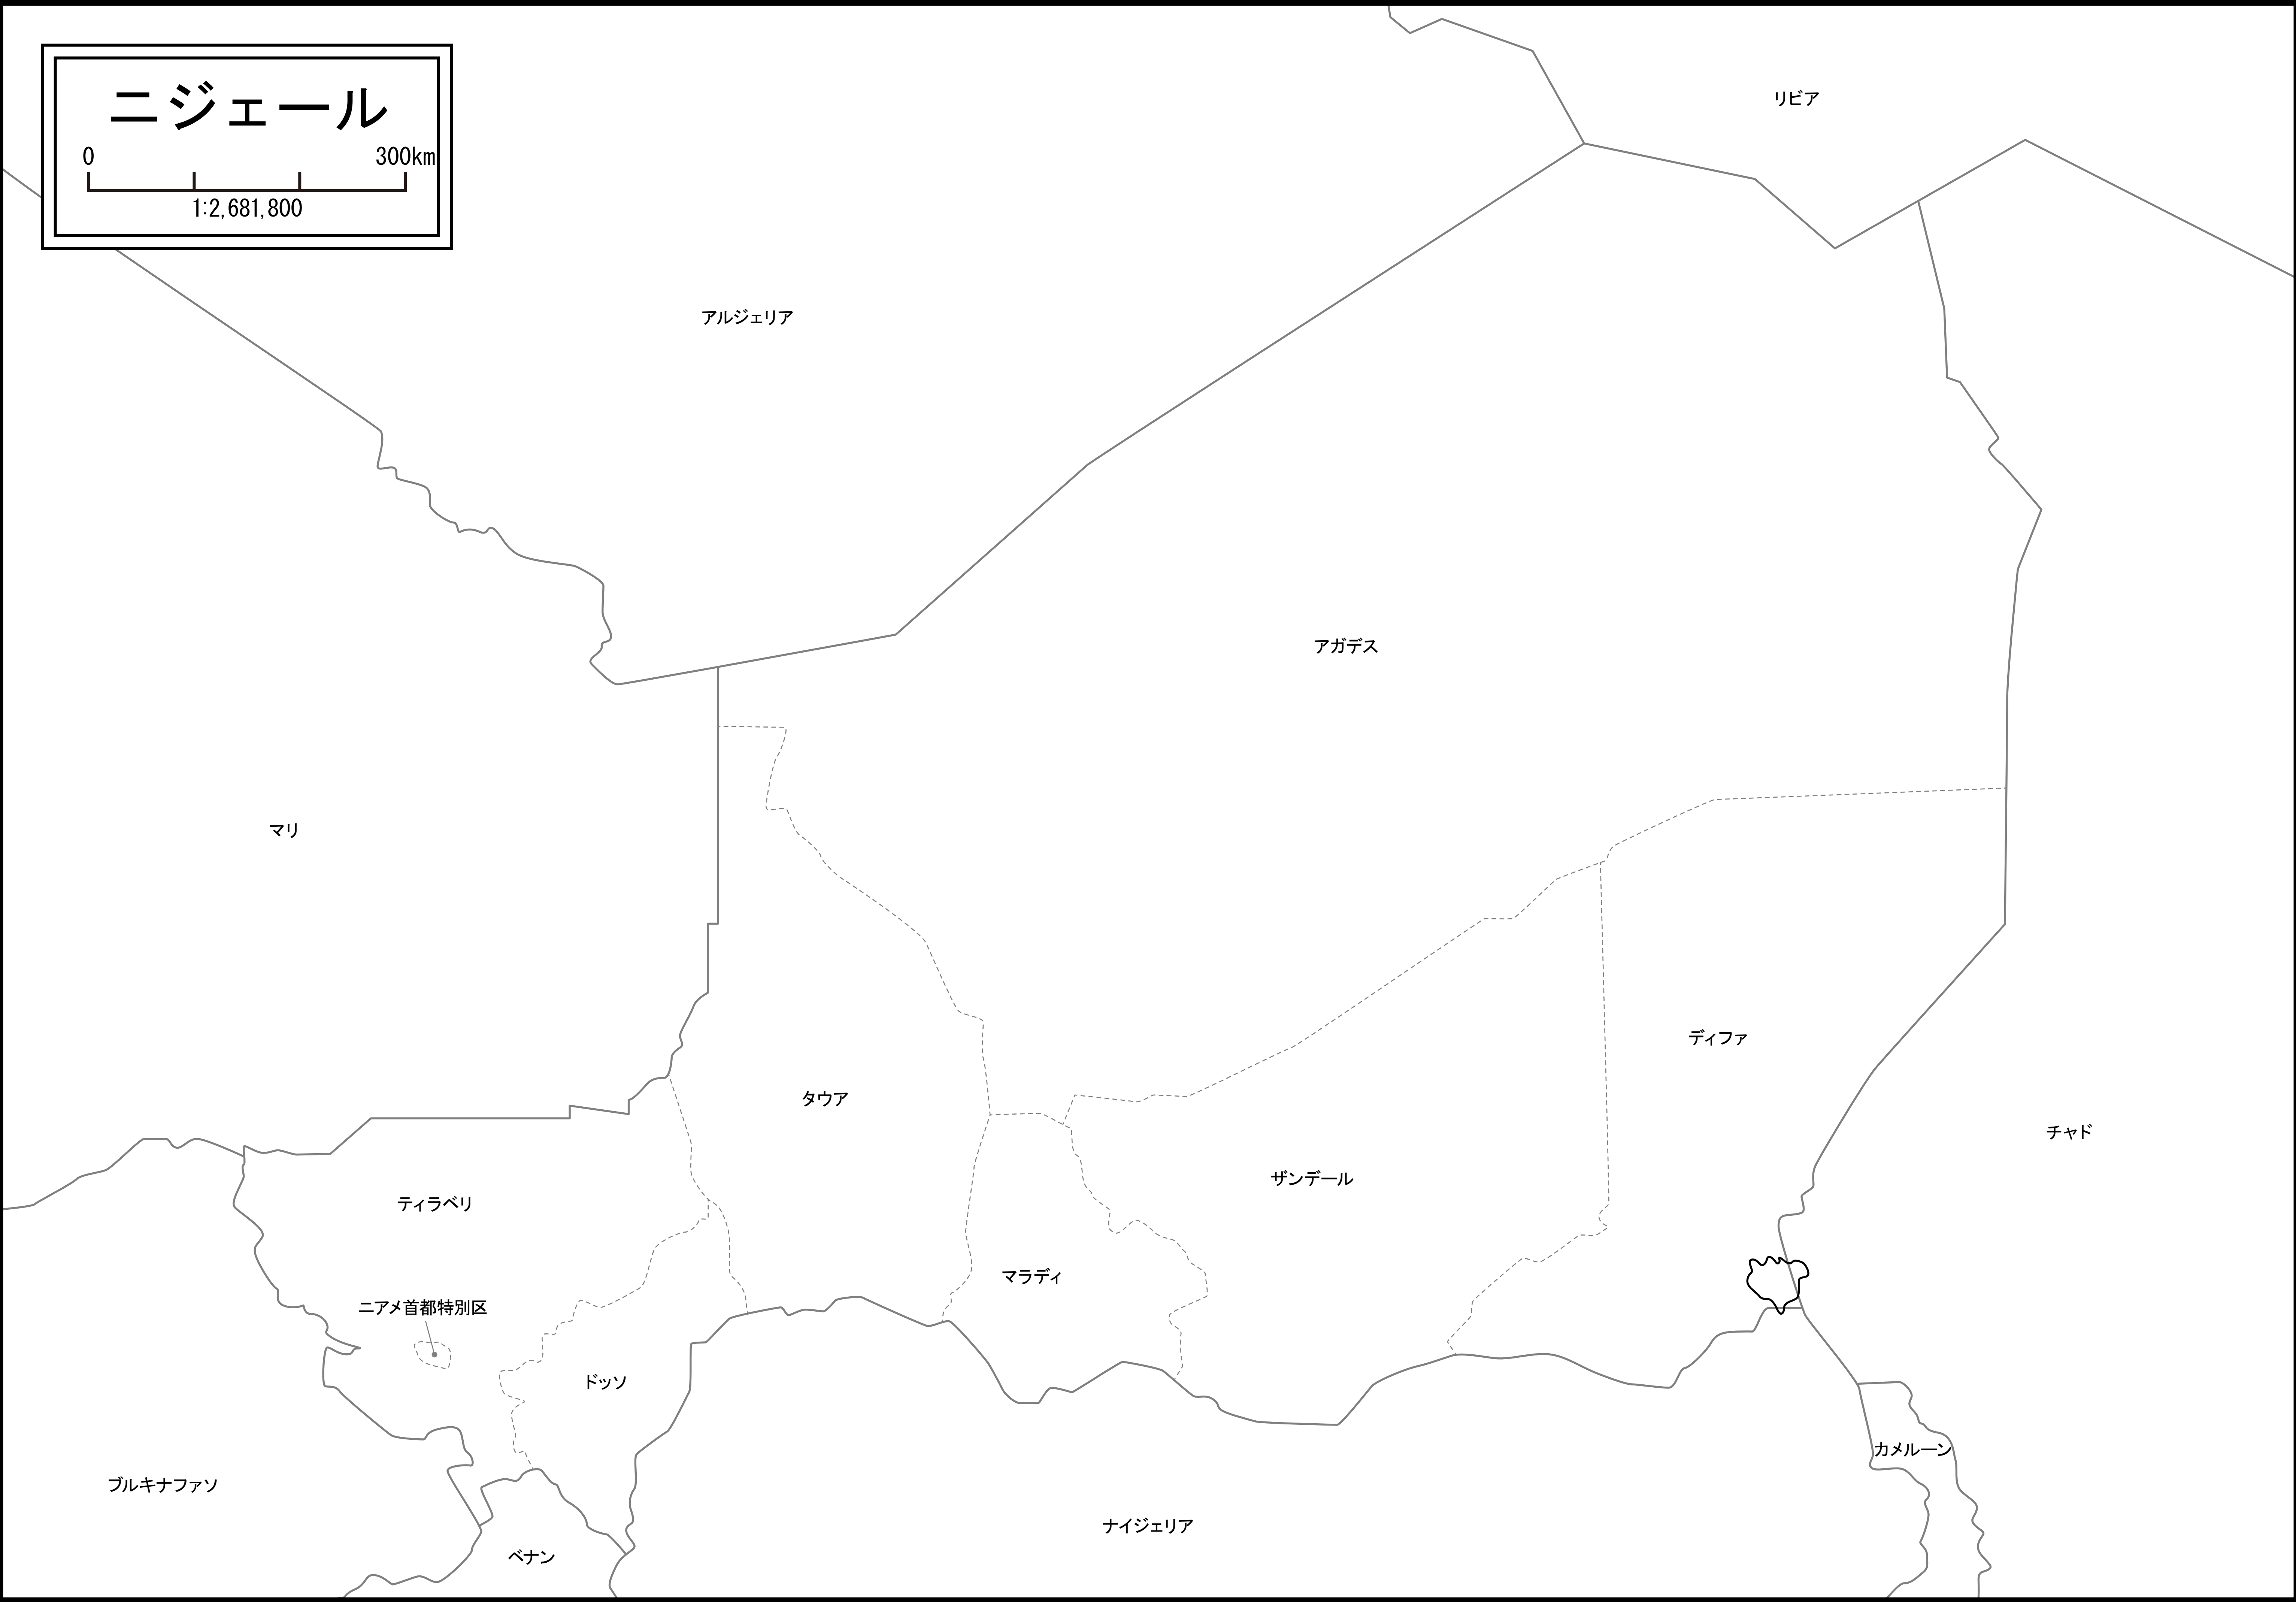 ニジェール
0 300km
1:2,681,800
リビア
アルジェリア
アガデス
マリ
ディファ
タウア
チャド
ザンデール
ティラベリ
マラディ
ニアメ首都特別区
ドッソ
カメルーン
ブルキナファソ
ナイジェリア
ベナン